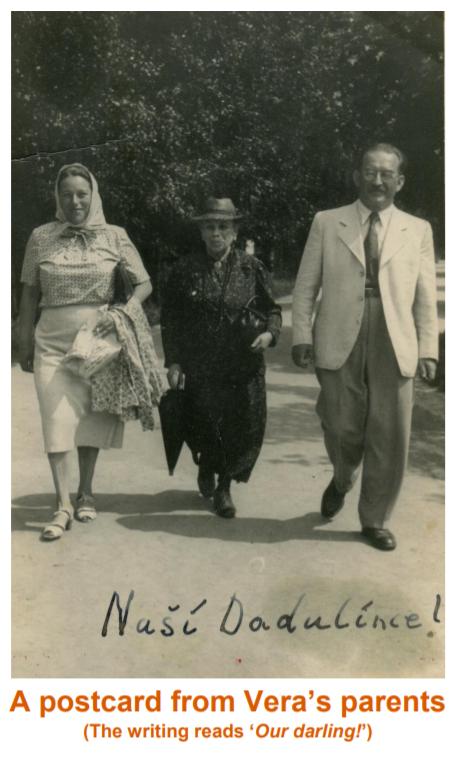 Naší Dadulínce!
A postcard from Vera’s parents
(The writing reads ‘Our darling!’)